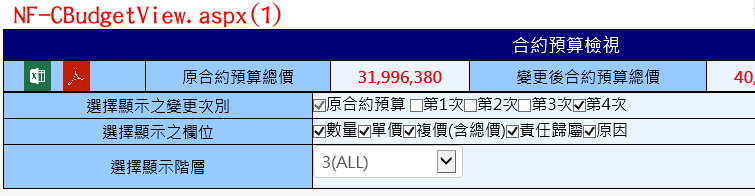 NF-CBudgetView.aspx(1)
合約預算檢視
原合約預算總價 31,996,380 變更後合約預算總價 40,
選擇顯示之變更次別 原合約預算 第1次 第2次 第3次 第4次
選擇顯示之欄位 數量 單價 複價(含總價) 責任歸屬 原因
選擇顯示階層 3(ALL)